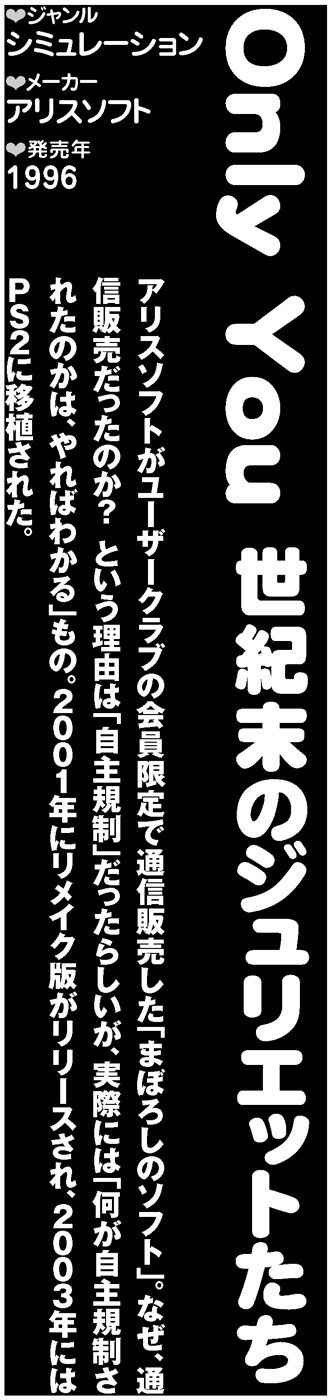 Only You 世紀末のジュリエットたち
❤ジャンル
シミュレーション
❤メーカー
アリスソフト
❤発売年
1996
アリスソフトがユーザークラブの会員限定で通信販売した「まぼろしのソフト」。なぜ、通
信販売だったのか？ という理由は「自主規制」だったらしいが、実際には「何が自主規制さ
れたのかは、やればわかる」もの。2001年にリメイク版がリリースされ、2003年には
PS2に移植された。